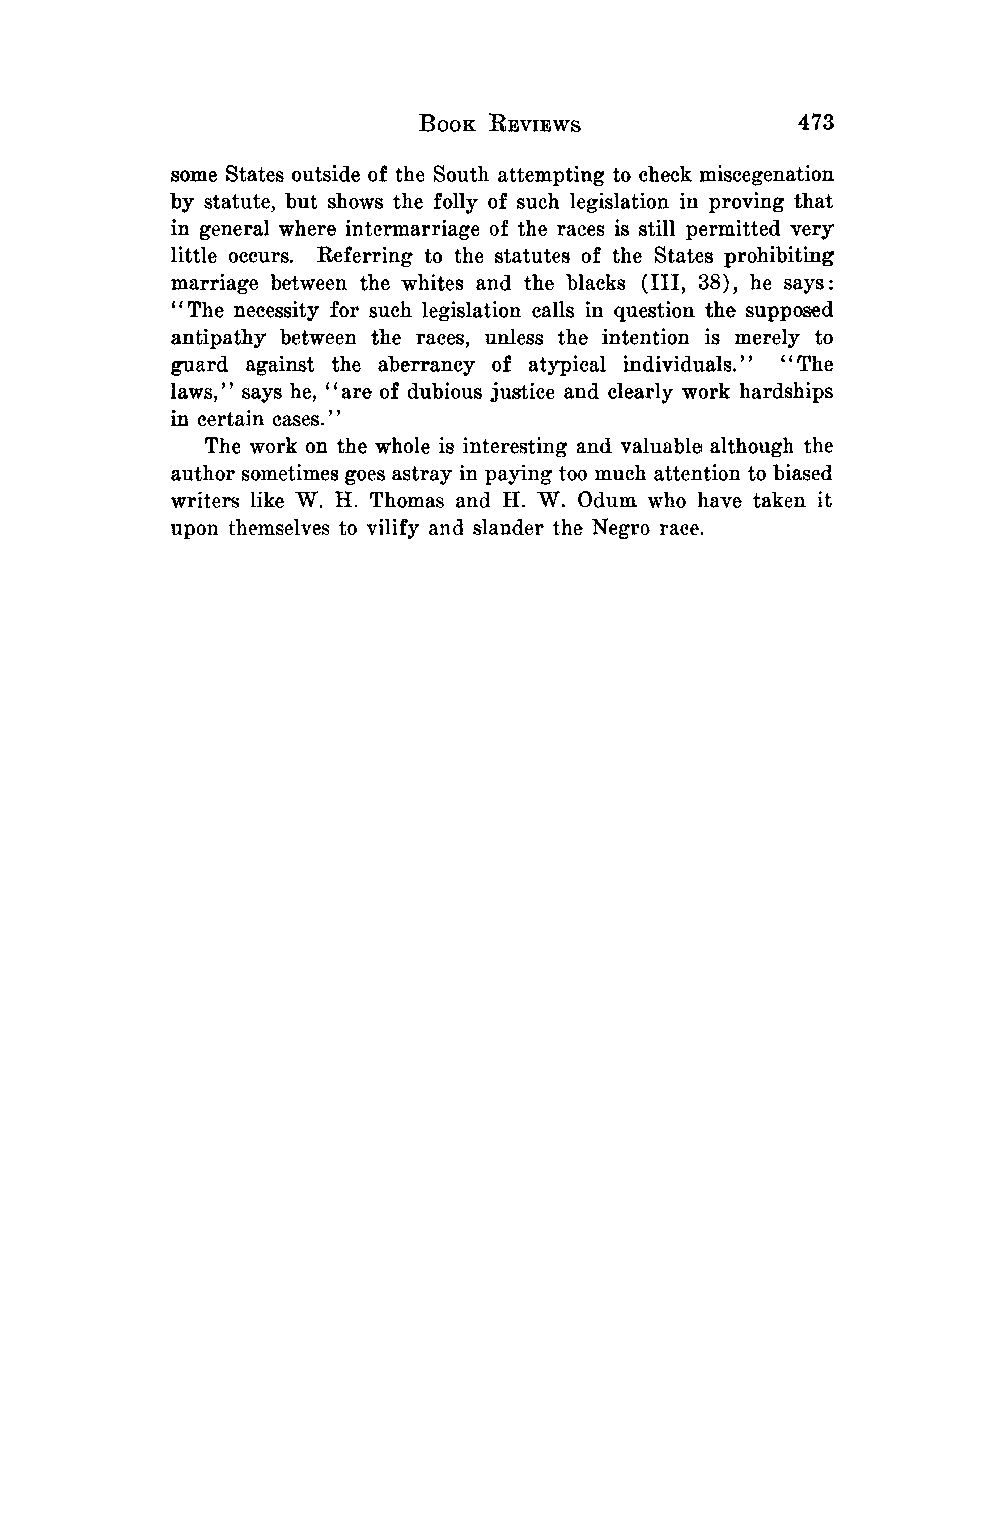 BOOK REVIEWS 473
some States outside of the South attempting to check miscegenation
by statute, but shows the folly of such legislation in proving that
in general where intermarriage of the races is still permitted very
little occurs. Referring to the statutes of the States prohibiting
marriage between the whites and the blacks (III, 38), he says:
“The necessity for such legislation calls in question the supposed
antipathy between the races, unless the intention is merely to
guard against the aberrancy of atypical individuals.” “The
laws,” says he, “are of dubious justice and clearly work hardships
in certain cases.”
The work on the whole is interesting and valuable although the
author sometimes goes astray in paying too much attention to biased
writers like W. H. Thomas and H. W. Odum who have taken it
upon themselves to vilify and slander the Negro race.